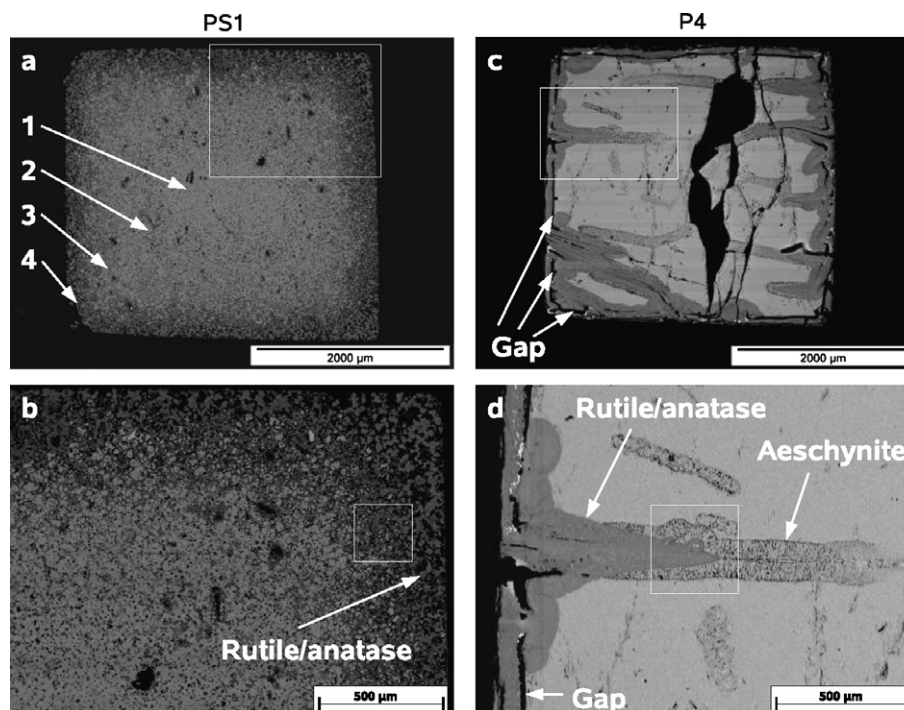 PS1
P4
a
1
2
3
4
2000 µm
c
Gap
2000 µm
b
Rutile/anatase
500 µm
d
Rutile/anatase
Aeschynite
Gap
500 µm